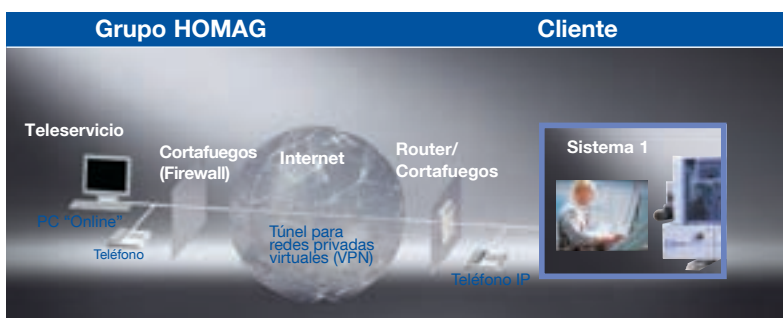 Grupo HOMAG
Cliente
Teleservicio
Cortafuegos
(Firewall)
Internet
Router/
Cortafuegos
Sistema 1
PC "Online"
Teléfono
Túnel para
redes privadas
virtuales (VPN)
Teléfono IP